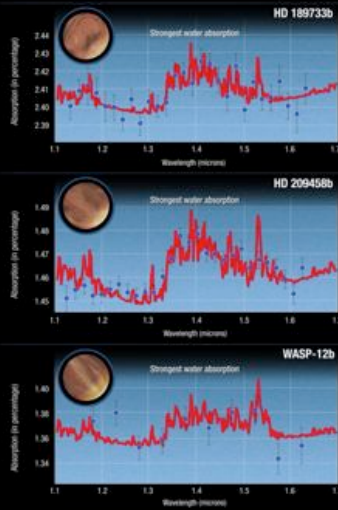 HD 189733b
Strongest water absorption
Absorption (in percentage)
2.44
2.43
2.42
2.41
2.40
2.39
1.1 1.2 1.3 1.4 1.5 1.6 1.7
Wavelength (microns)
HD 209458b
Strongest water absorption
Absorption (in percentage)
1.49
1.48
1.47
1.46
1.45
1.1 1.2 1.3 1.4 1.5 1.6
Wavelength (microns)
WASP-12b
Strongest water absorption
Absorption (in percentage)
1.40
1.38
1.36
1.34
1.1 1.2 1.3 1.4 1.5 1.6 1.7
Wavelength (microns)